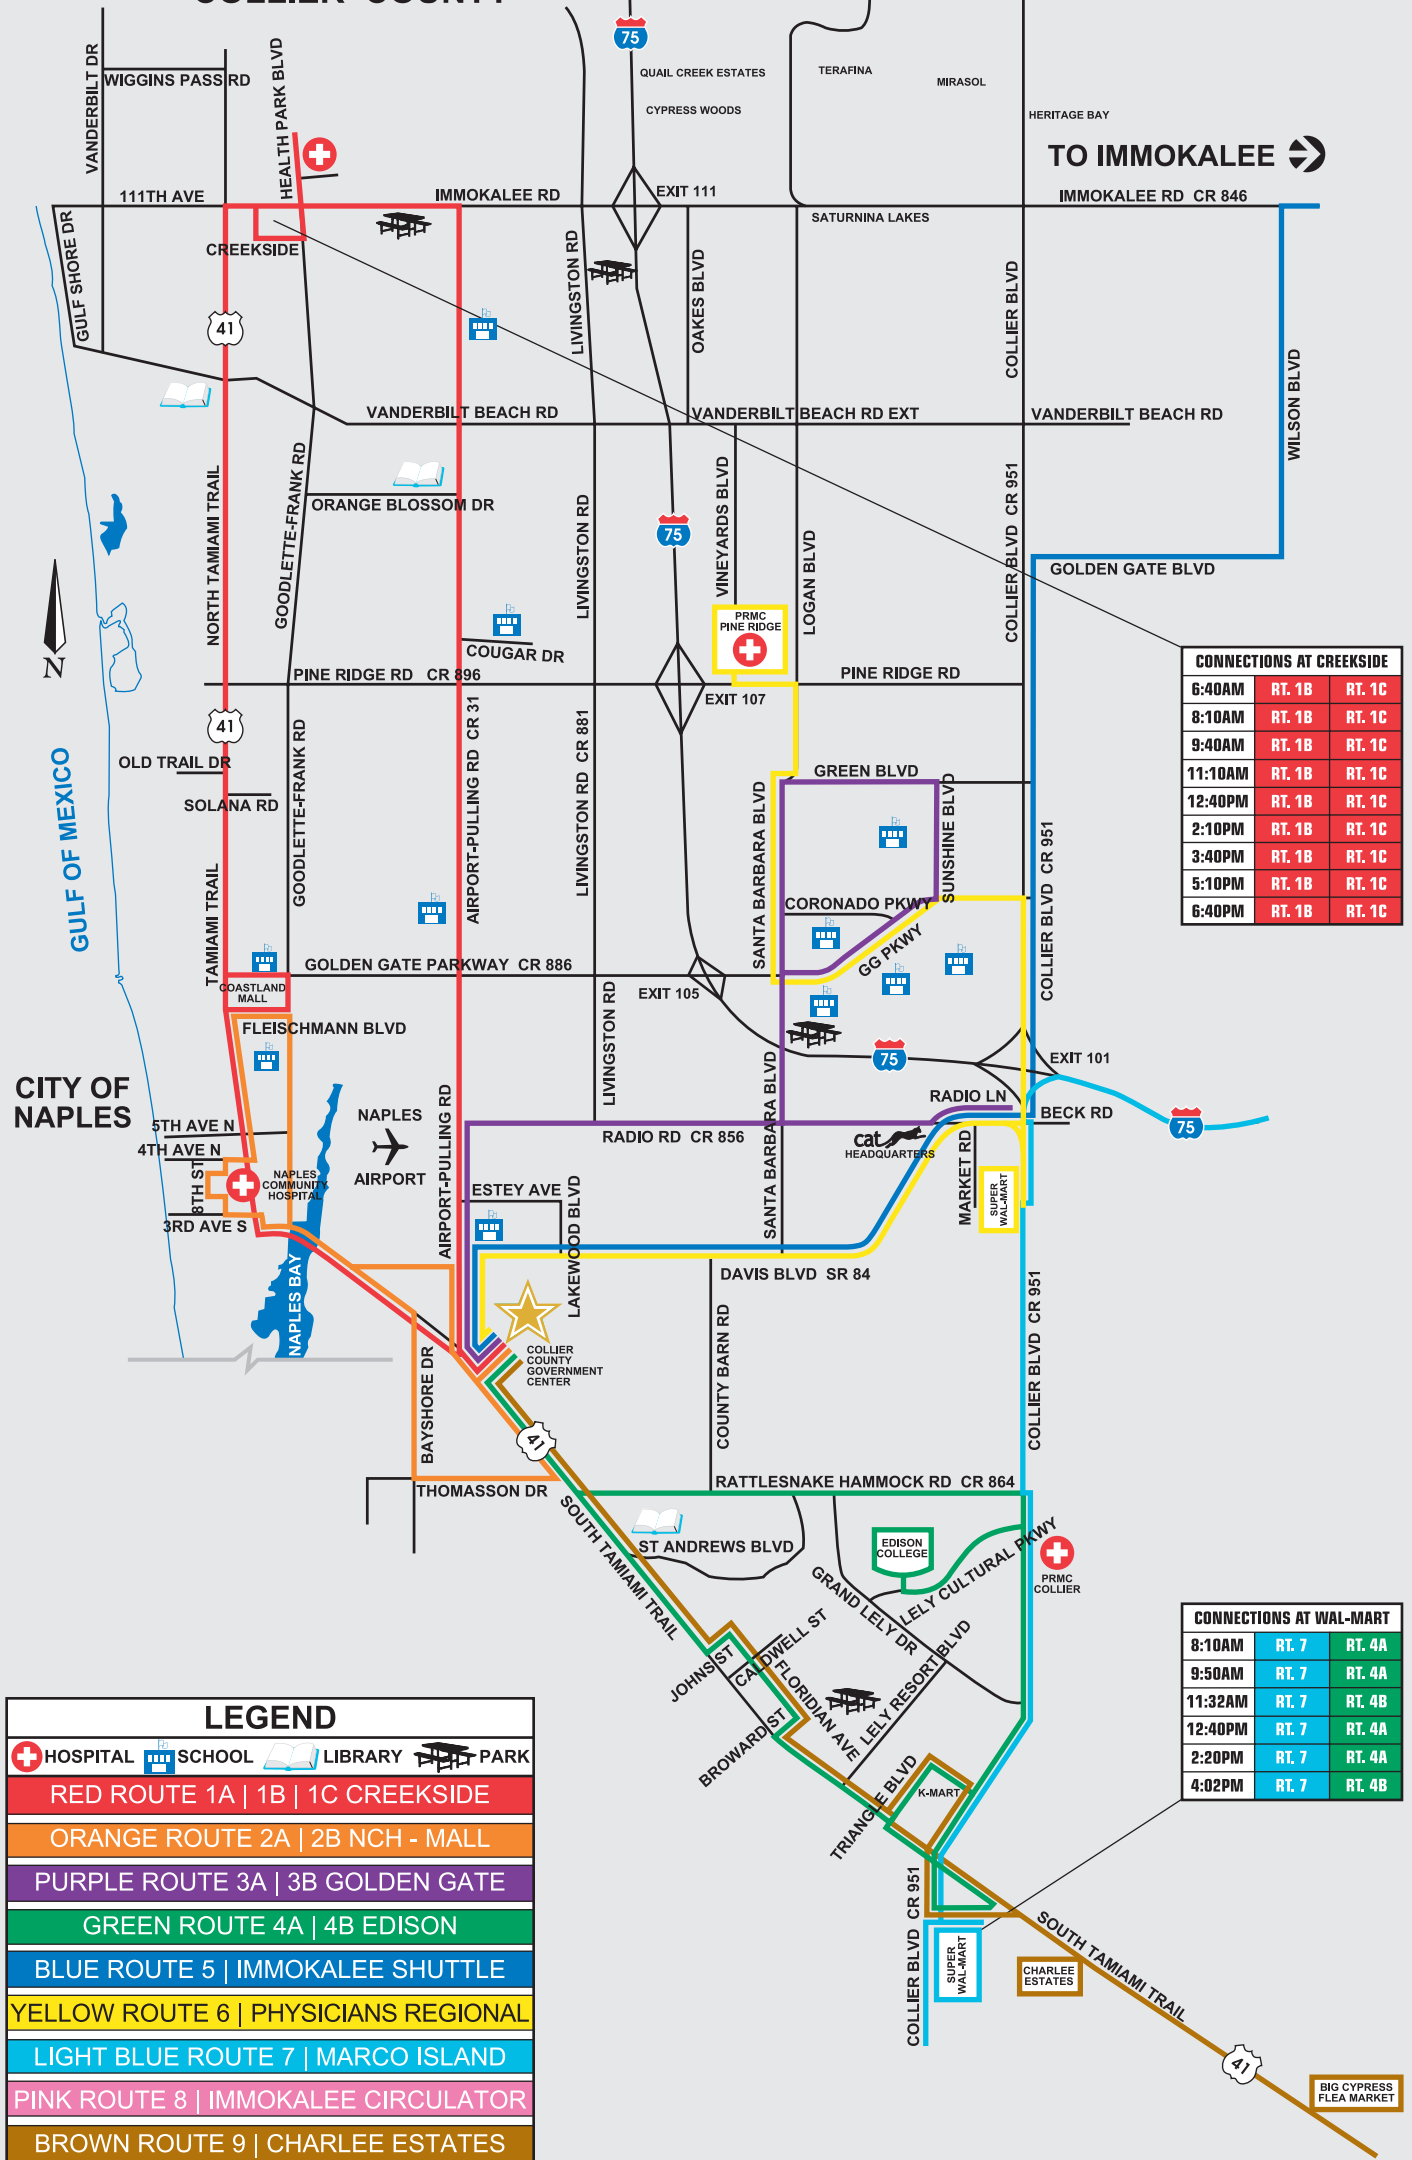 COLLIER COUNTY
VANDERBILT DR
WIGGINS PASS RD
HEALTH PARK BLVD
75
QUAIL CREEK ESTATES
CYPRESS WOODS
TERAFINA
MIRASOL
HERITAGE BAY
TO IMMOKALEE
111TH AVE
IMMOKALEE RD
EXIT 111
IMMOKALEE RD CR 846
SATURNINA LAKES
GULF SHORE DR
CREEKSIDE
41
LIVINGSTON RD
OAKES BLVD
COLLIER BLVD
WILSON BLVD
VANDERBILT BEACH RD
VANDERBILT BEACH RD EXT
VANDERBILT BEACH RD
NORTH TAMIAMI TRAIL
GOODLETTE-FRANK RD
ORANGE BLOSSOM DR
LIVINGSTON RD
75
VINEYARDS BLVD
LOGAN BLVD
COLLIER BLVD CR 951
GOLDEN GATE BLVD
N
COUGAR DR
PRMC
PINE RIDGE
PINE RIDGE RD CR 896
EXIT 107
PINE RIDGE RD
CONNECTIONS AT CREEKSIDE
6:40AM RT. 1B RT. 1C
8:10AM RT. 1B RT. 1C
9:40AM RT. 1B RT. 1C
11:10AM RT. 1B RT. 1C
12:40PM RT. 1B RT. 1C
2:10PM RT. 1B RT. 1C
3:40PM RT. 1B RT. 1C
5:10PM RT. 1B RT. 1C
6:40PM RT. 1B RT. 1C
41
OLD TRAIL DR
SOLANA RD
GULF OF MEXICO
TAMIAMI TRAIL
GOODLETTE-FRANK RD
AIRPORT-PULLING RD CR 31
LIVINGSTON RD CR 881
SANTA BARBARA BLVD
GREEN BLVD
SUNSHINE BLVD
CORONADO PKWY
GG PKWY
COLLIER BLVD CR 951
GOLDEN GATE PARKWAY CR 886
EXIT 105
COASTLAND
MALL
FLEISCHMANN BLVD
LIVINGSTON RD
75
EXIT 101
CITY OF
NAPLES
5TH AVE N
4TH AVE N
8TH ST
3RD AVE S
NAPLES
COMMUNITY
HOSPITAL
NAPLES
AIRPORT
AIRPORT-PULLING RD
RADIO RD CR 856
SANTA BARBARA BLVD
cat
HEADQUARTERS
RADIO LN
BECK RD
75
MARKET RD
SUPER
WAL-MART
ESTEY AVE
LAKEWOOD BLVD
DAVIS BLVD SR 84
NAPLES BAY
COLLIER
COUNTY
GOVERNMENT
CENTER
BAYSHORE DR
COUNTY BARN RD
COLLIER BLVD CR 951
41
THOMASSON DR
RATTLESNAKE HAMMOCK RD CR 864
SOUTH TAMIAMI TRAIL
ST ANDREWS BLVD
EDISON
COLLEGE
LELY CULTURAL PKWY
PRMC
COLLIER
GRAND LELY DR
LELY RESORT BLVD
JOHNS ST
CALDWELL ST
FLORIDIAN AVE
BROWARD ST
TRIANGLE BLVD
K-MART
CONNECTIONS AT WAL-MART
8:10AM RT. 7 RT. 4A
9:50AM RT. 7 RT. 4A
11:32AM RT. 7 RT. 4B
12:40PM RT. 7 RT. 4A
2:20PM RT. 7 RT. 4A
4:02PM RT. 7 RT. 4B
COLLIER BLVD CR 951
SUPER
WAL-MART
CHARLEE
ESTATES
SOUTH TAMIAMI TRAIL
41
BIG CYPRESS
FLEA MARKET
LEGEND
HOSPITAL SCHOOL LIBRARY PARK
RED ROUTE 1A | 1B | 1C CREEKSIDE
ORANGE ROUTE 2A | 2B NCH - MALL
PURPLE ROUTE 3A | 3B GOLDEN GATE
GREEN ROUTE 4A | 4B EDISON
BLUE ROUTE 5 | IMMOKALEE SHUTTLE
YELLOW ROUTE 6 | PHYSICIANS REGIONAL
LIGHT BLUE ROUTE 7 | MARCO ISLAND
PINK ROUTE 8 | IMMOKALEE CIRCULATOR
BROWN ROUTE 9 | CHARLEE ESTATES